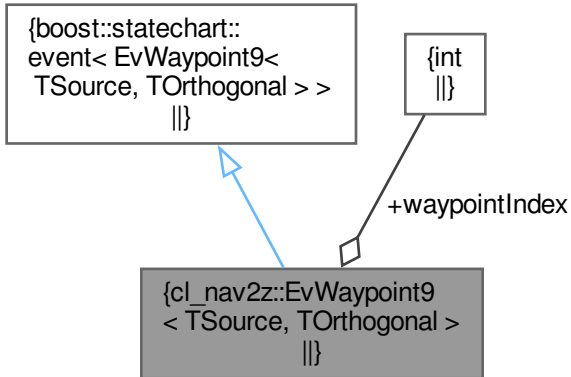 {boost::statechart::
event< EvWaypoint9<
TSource, TOrthogonal > >
||}
{int
||}
+waypointIndex
{cl_nav2z::EvWaypoint9
< TSource, TOrthogonal >
||}